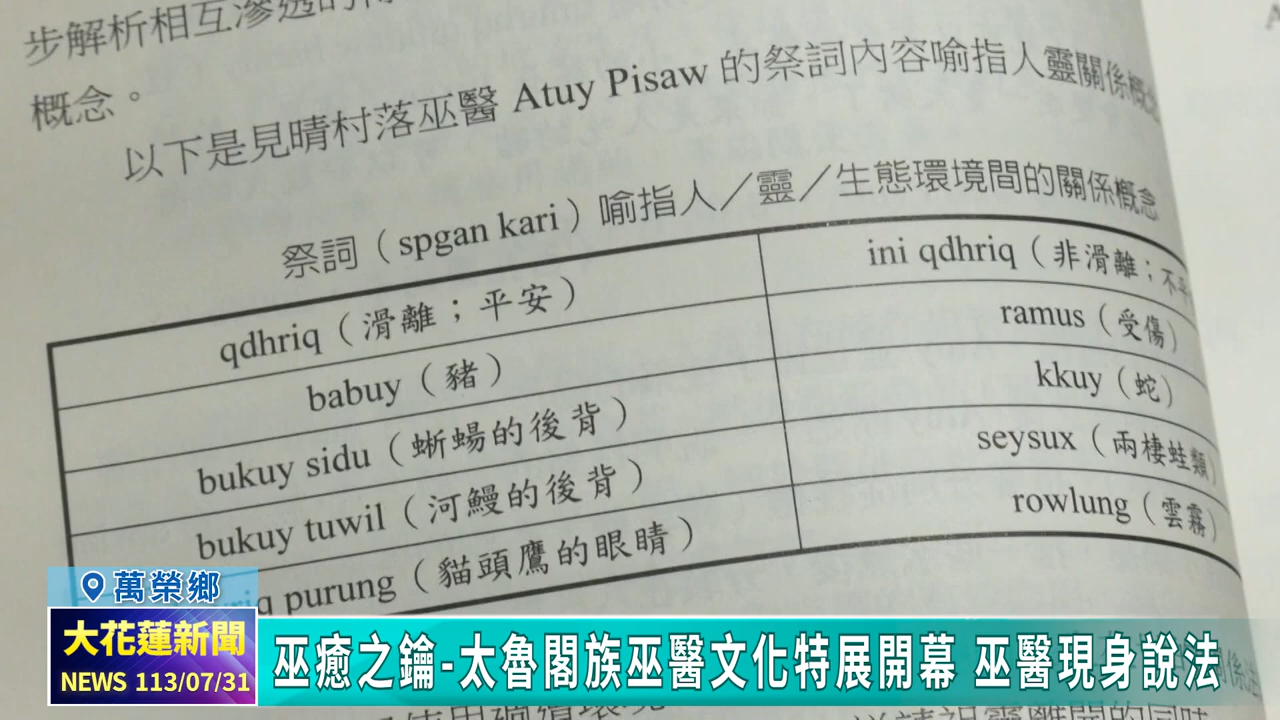 步解析相互滲透的
概念。
以下是見晴村落巫醫 Atuy Pisaw 的祭詞內容喻指人靈關係概
祭詞（spgan kari）喻指人／靈／生態環境間的關係概念
qdhriq（滑離；平安） ini qdhriq（非滑離；不平
babuy（豬） ramus（受傷）
bukuy sidu（蜥蜴的後背） kkuy（蛇）
bukuy tuwil（河鰻的後背） seysux（兩棲蛙類）
purung（貓頭鷹的眼睛） rowlung（雲霧）
萬榮鄉
大花蓮新聞
NEWS 113/07/31
巫癒之鑰-太魯閣族巫醫文化特展開幕 巫醫現身說法